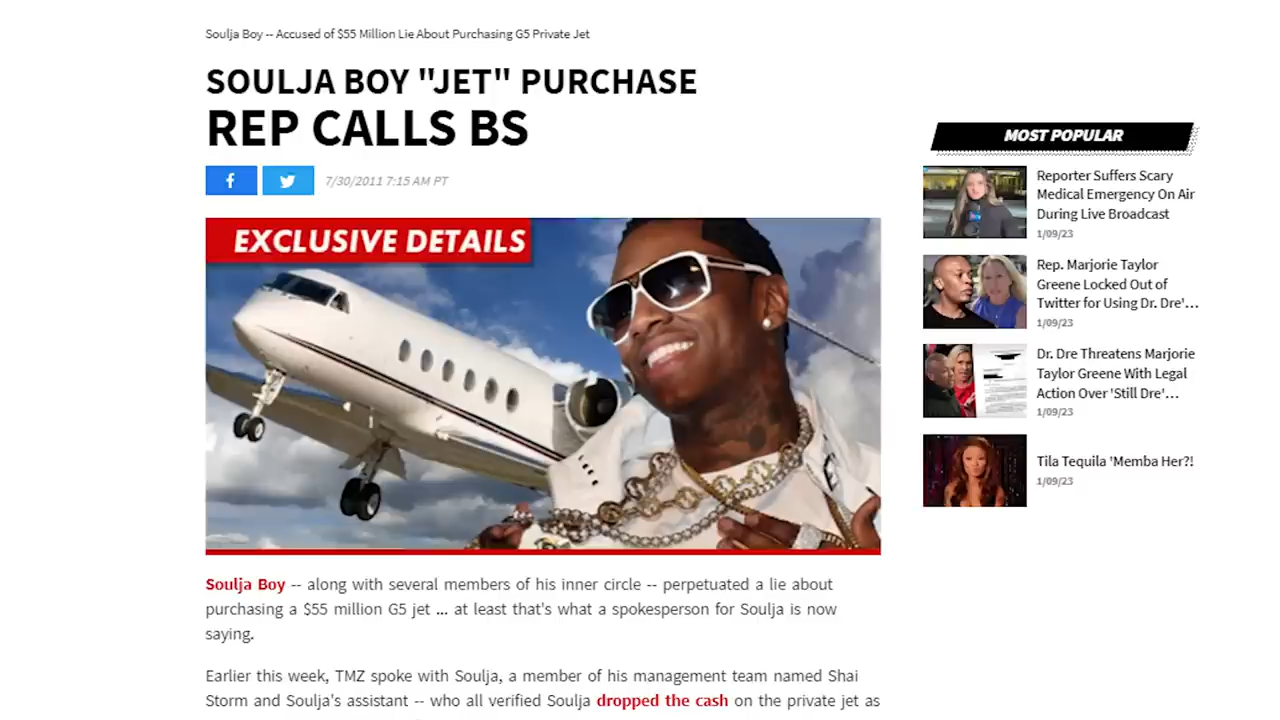 Soulja Boy -- Accused of $55 Million Lie About Purchasing G5 Private Jet
SOULJA BOY "JET" PURCHASE
REP CALLS BS
7/30/2011 7:15 AM PT
EXCLUSIVE DETAILS
Soulja Boy -- along with several members of his inner circle -- perpetuated a lie about
purchasing a $55 million G5 jet ... at least that's what a spokesperson for Soulja is now
saying.
Earlier this week, TMZ spoke with Soulja, a member of his management team named Shai
Storm and Soulja's assistant -- who all verified Soulja dropped the cash on the private jet as
MOST POPULAR
Reporter Suffers Scary
Medical Emergency On Air
During Live Broadcast
1/09/23
Rep. Marjorie Taylor
Greene Locked Out of
Twitter for Using Dr. Dre'...
1/09/23
Dr. Dre Threatens Marjorie
Taylor Greene With Legal
Action Over 'Still Dre'...
1/09/23
Tila Tequila 'Memba Her?!
1/09/23